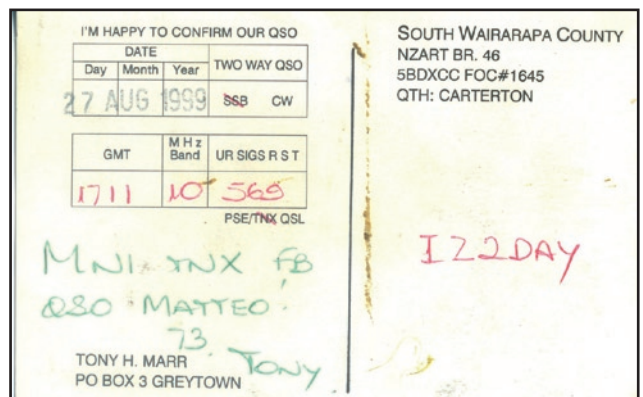 I'M HAPPY TO CONFIRM OUR QSO
DATE
Day Month Year TWO WAY QSO
27 AUG 1999 SSB CW
GMT MHz Band UR SIGS R S T
1711 10 569
PSE/TNX QSL
MNI TNX FB
QSO MATTEO.
73
TONY
TONY H. MARR
PO BOX 3 GREYTOWN
SOUTH WAIRARAPA COUNTY
NZART BR. 46
5BDXCC FOC#1645
QTH: CARTERTON
IZ2DAY